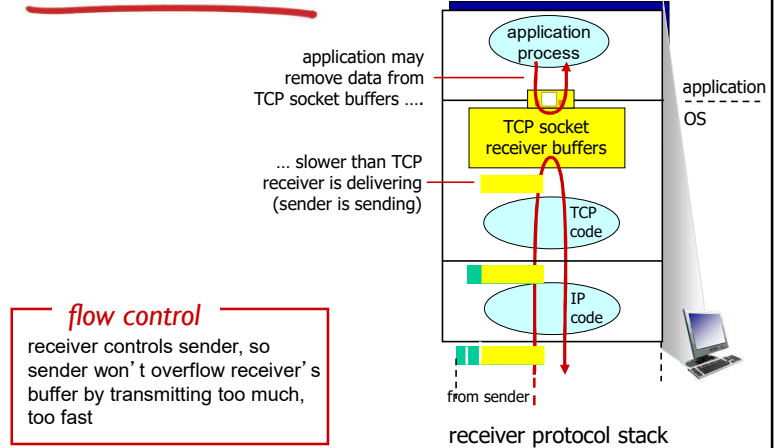 application
process
application may
remove data from
TCP socket buffers ….
application
OS
TCP socket
receiver buffers
… slower than TCP
receiver is delivering
(sender is sending)
TCP
code
IP
code
flow control
receiver controls sender, so
sender won’t overflow receiver’s
buffer by transmitting too much,
too fast
from sender
receiver protocol stack